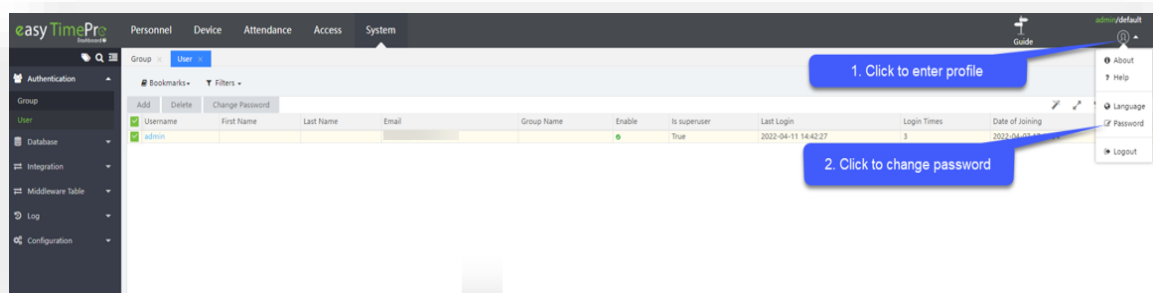 easy TimePro
Dashboard
Personnel Device Attendance Access System
Guide
admin/default
Group × User ×
Authentication
Group
User
Database
Integration
Middleware Table
Log
Configuration
Bookmarks Filters
Add Delete Change Password
Username First Name Last Name Email Group Name Enable Is superuser Last Login Login Times Date of Joining
admin True 2022-04-11 14:42:27 3
1. Click to enter profile
2. Click to change password
About
? Help
Language
Password
Logout